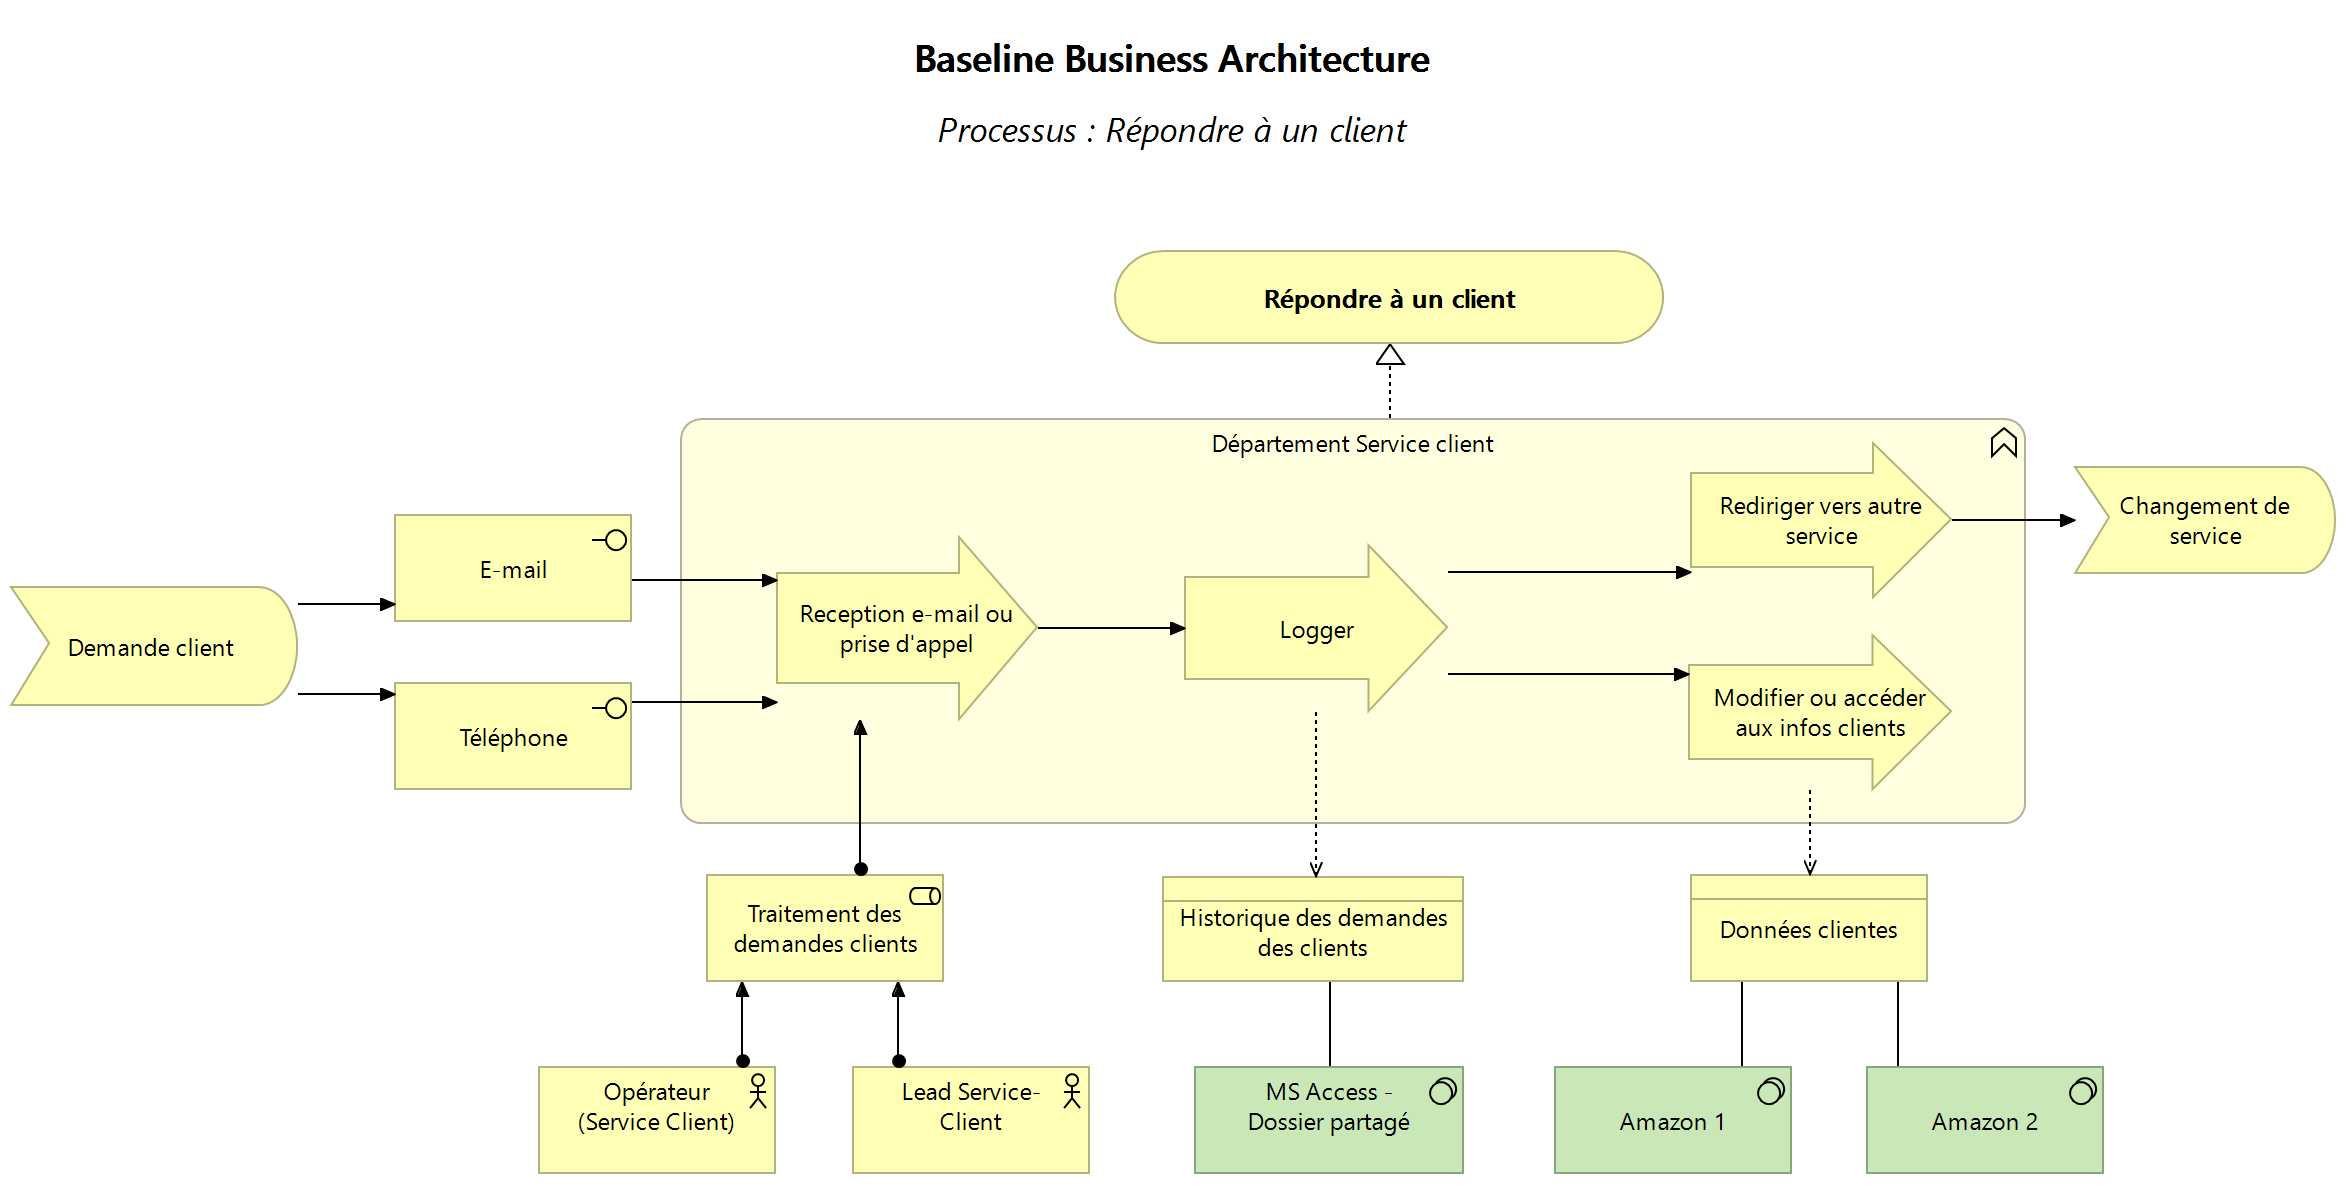 Baseline Business Architecture
Processus : Répondre à un client
Répondre à un client
Département Service client
Demande client
E-mail
Téléphone
Reception e-mail ou
prise d'appel
Logger
Rediriger vers autre
service
Changement de
service
Modifier ou accéder
aux infos clients
Traitement des
demandes clients
Historique des demandes
des clients
Données clientes
Opérateur
(Service Client)
Lead Service-
Client
MS Access -
Dossier partagé
Amazon 1
Amazon 2